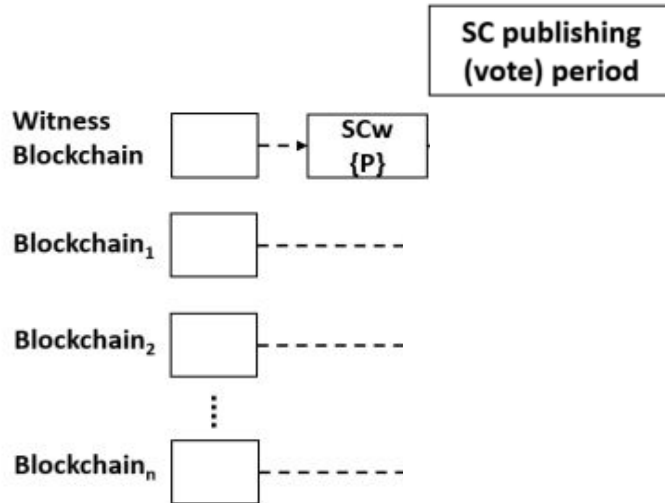 SC publishing
(vote) period
Witness
Blockchain
SCw
{P}
Blockchain₁
Blockchain₂
Blockchainₙ